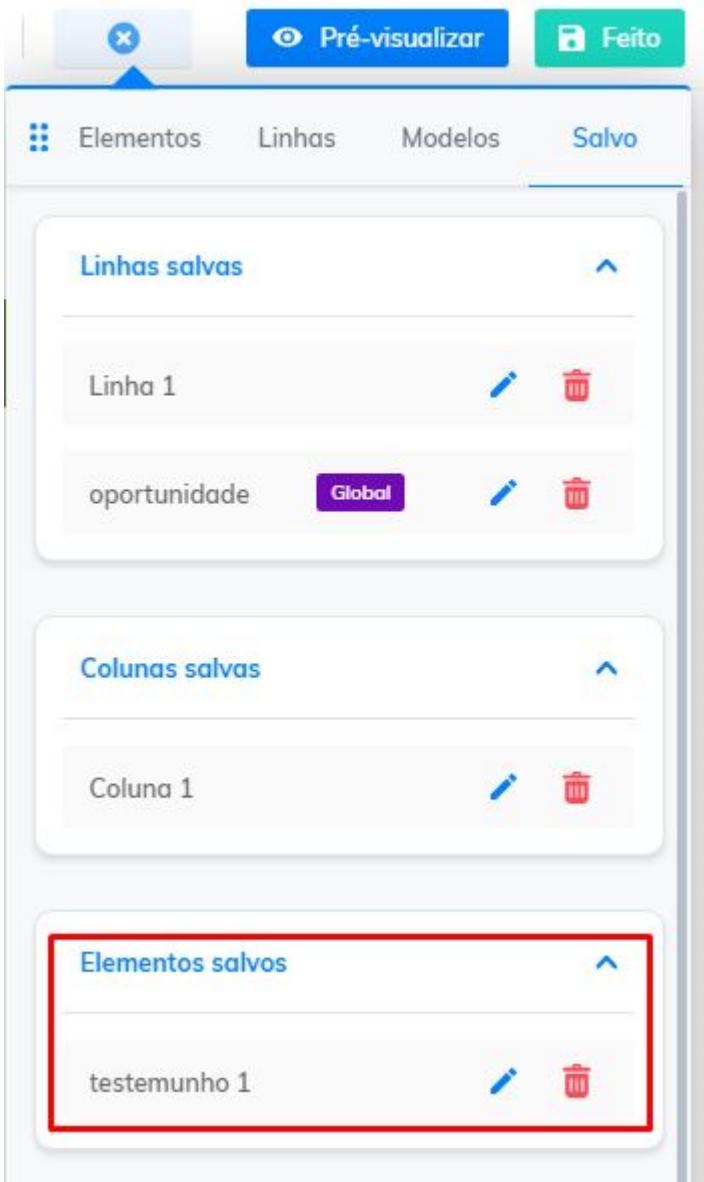 Pré-visualizar Feito
Elementos Linhas Modelos Salvo
Linhas salvas
Linha 1
oportunidade Global
Colunas salvas
Coluna 1
Elementos salvos
testemunho 1